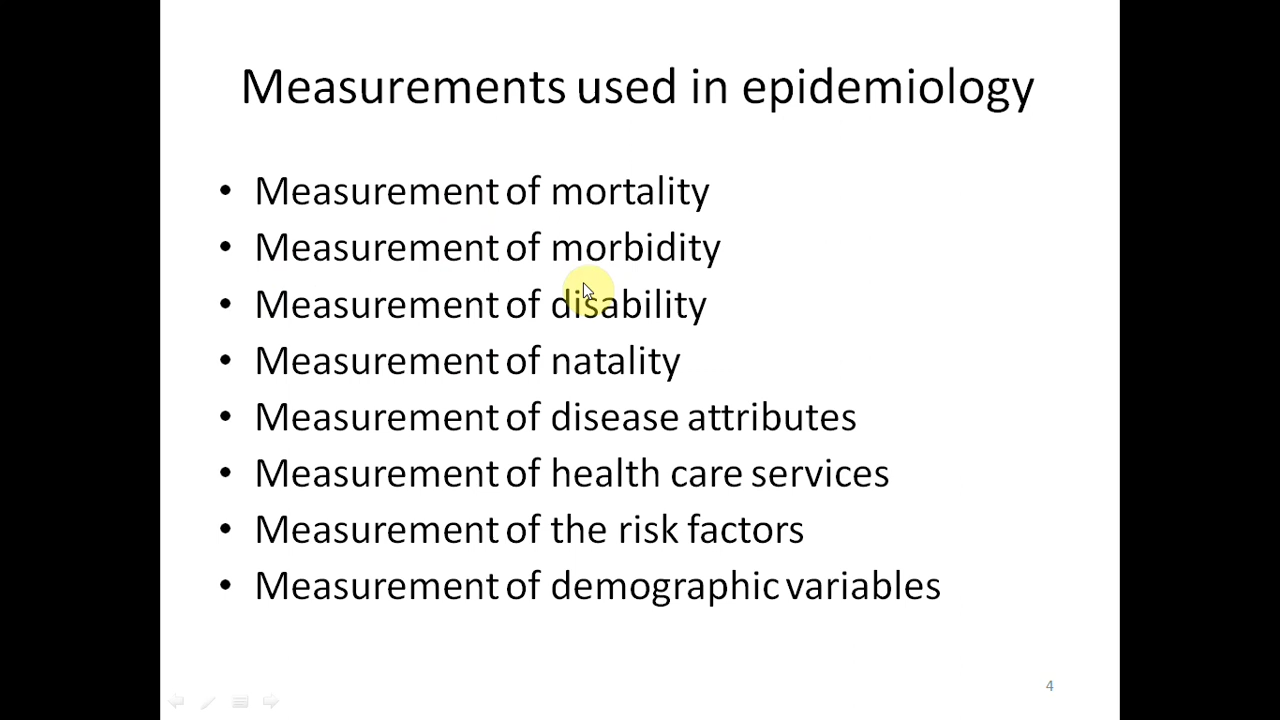 Measurements used in epidemiology
• Measurement of mortality
• Measurement of morbidity
• Measurement of disability
• Measurement of natality
• Measurement of disease attributes
• Measurement of health care services
• Measurement of the risk factors
• Measurement of demographic variables
4